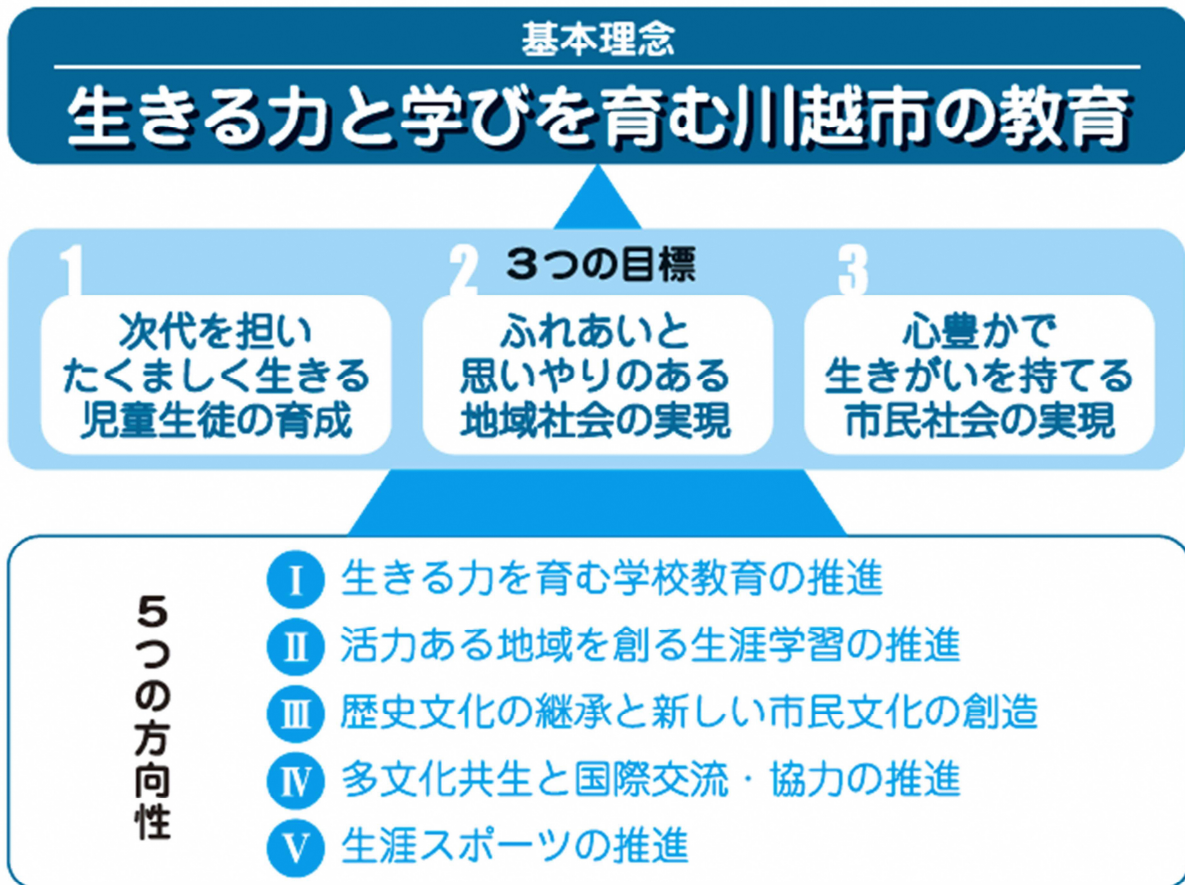 基本理念
生きる力と学びを育む川越市の教育
3つの目標
1
次代を担い
たくましく生きる
児童生徒の育成
2
ふれあいと
思いやりのある
地域社会の実現
3
心豊かで
生きがいを持てる
市民社会の実現
5つの方向性
Ⅰ 生きる力を育む学校教育の推進
Ⅱ 活力ある地域を創る生涯学習の推進
Ⅲ 歴史文化の継承と新しい市民文化の創造
Ⅳ 多文化共生と国際交流・協力の推進
Ⅴ 生涯スポーツの推進